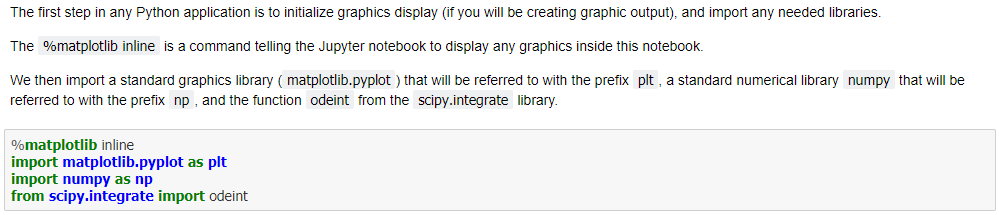 The first step in any Python application is to initialize graphics display (if you will be creating graphic output), and import any needed libraries.
The %matplotlib inline is a command telling the Jupyter notebook to display any graphics inside this notebook.
We then import a standard graphics library ( matplotlib.pyplot ) that will be referred to with the prefix plt , a standard numerical library numpy that will be
referred to with the prefix np , and the function odeint from the scipy.integrate library.
%matplotlib inline
import matplotlib.pyplot as plt
import numpy as np
from scipy.integrate import odeint